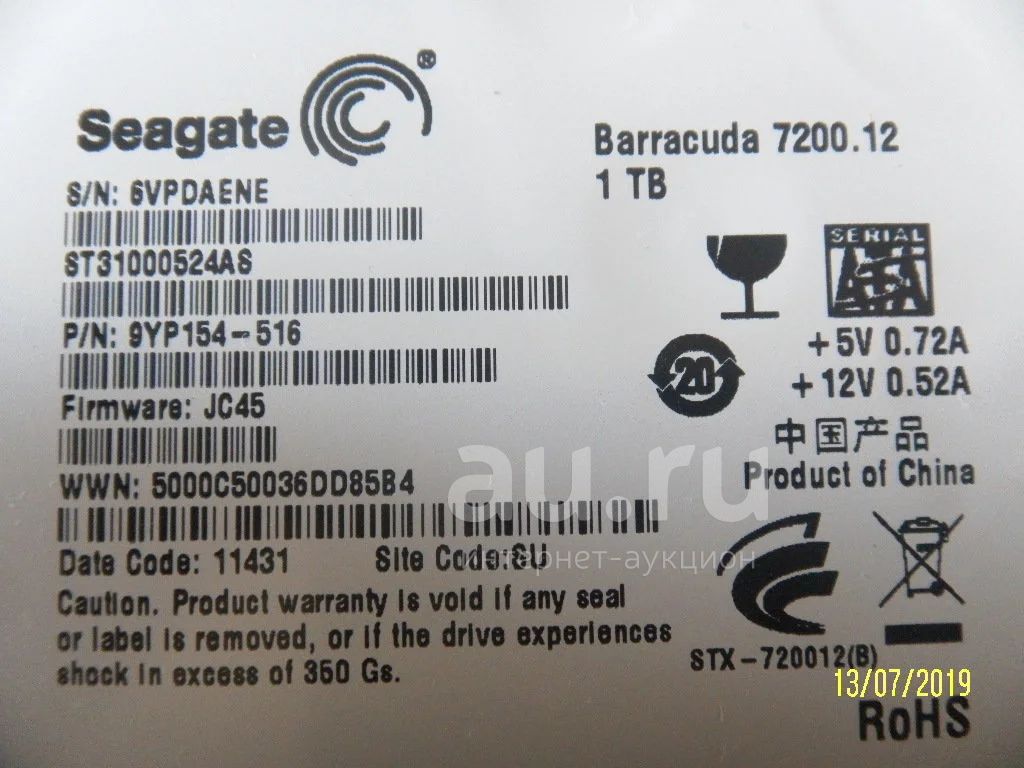 Seagate ®
Barracuda 7200.12
1 TB
S/N: 6VPDAENE
ST31000524AS
P/N: 9YP154-516
Firmware: JC45
WWN: 5000C50036DD85B4
Date Code: 11431 Site Code:SU
Caution. Product warranty is void if any seal
or label is removed, or if the drive experiences
shock in excess of 350 Gs.
SERIAL
ATA
20
+5V 0.72A
+12V 0.52A
中国产品
Product of China
STX-720012(B)
RoHS
13/07/2019
au.ru
интернет-аукцион